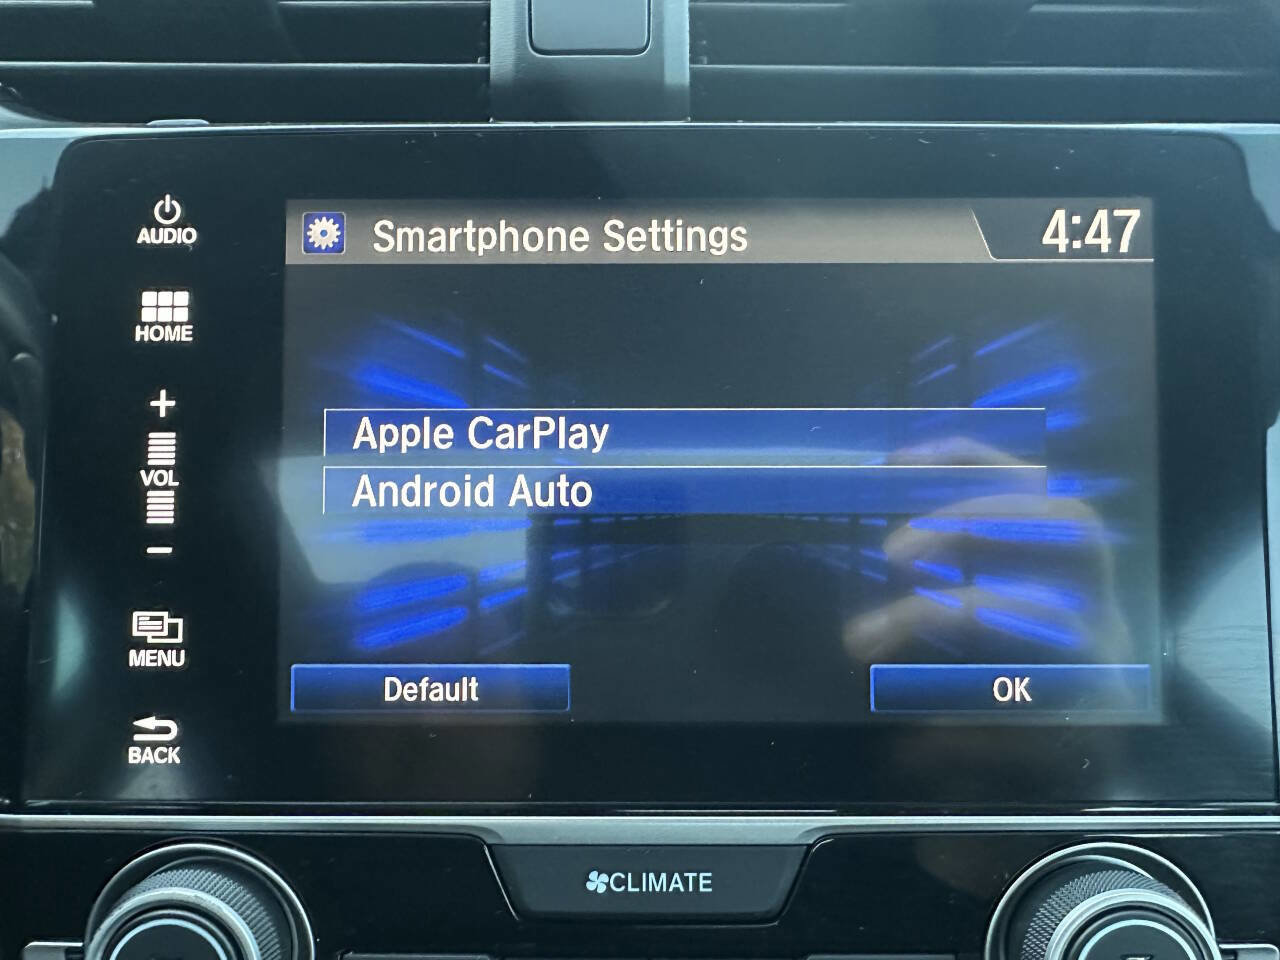 AUDIO
Smartphone Settings
4:47
HOME
+
Apple CarPlay
VOL
Android Auto
−
MENU
Default
OK
BACK
CLIMATE